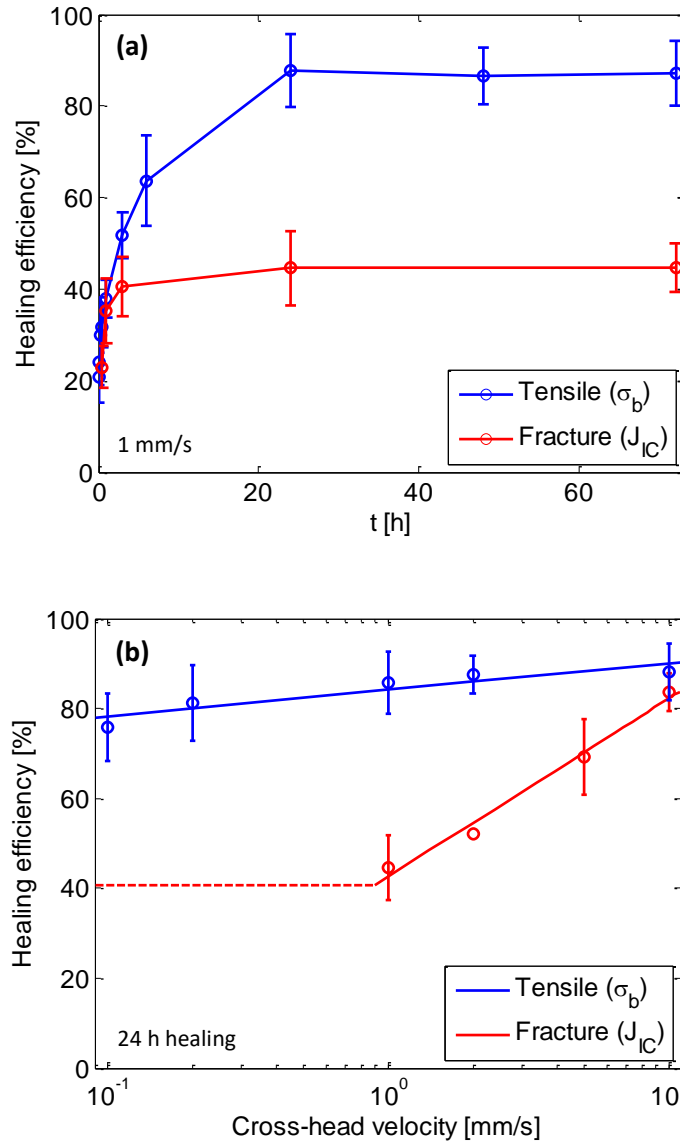 (a)
Healing efficiency [%]
100
80
60
40
20
0
Tensile (σb)
Fracture (JIC)
1 mm/s
0 20 40 60
t [h]
(b)
Healing efficiency [%]
100
80
60
40
20
0
Tensile (σb)
Fracture (JIC)
24 h healing
10-1 100 10
Cross-head velocity [mm/s]